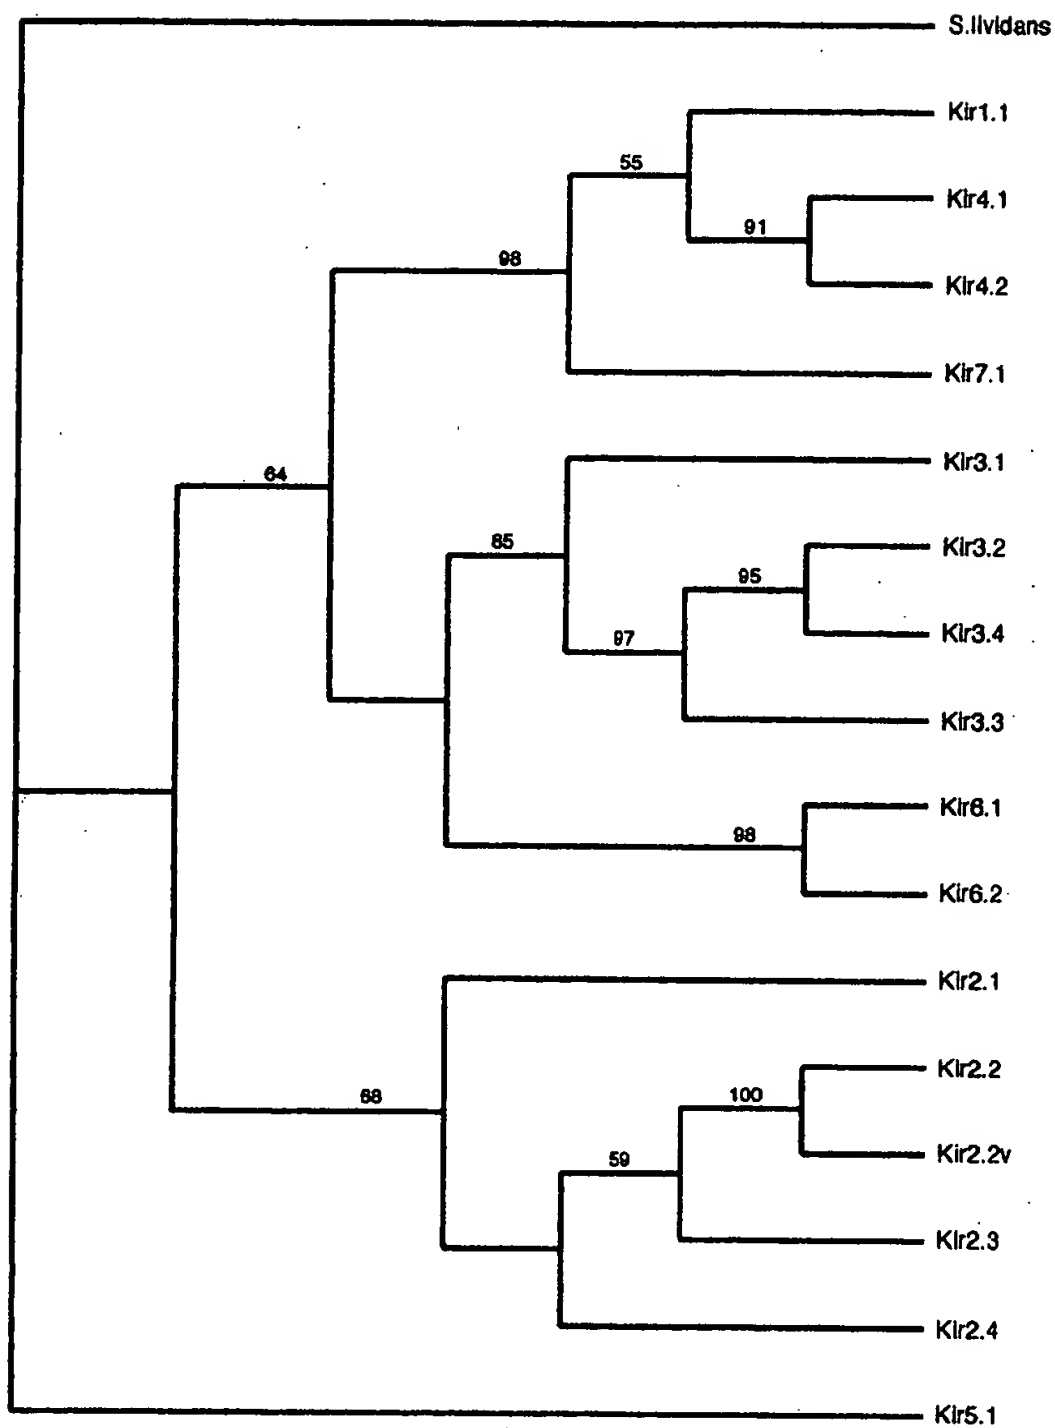 S.lividans
Kir1.1
55
Kir4.1
91
98
Kir4.2
Kir7.1
Kir3.1
64
85
Kir3.2
95
Kir3.4
97
Kir3.3
Kir6.1
98
Kir6.2
Kir2.1
Kir2.2
68
100
Kir2.2v
59
Kir2.3
Kir2.4
Kir5.1